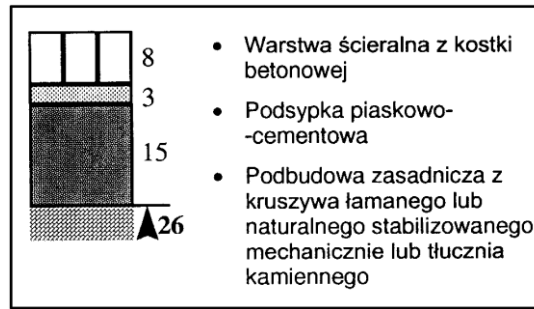 8
3
15
26
• Warstwa ścieralna z kostki
betonowej
• Podsypka piaskowo-
-cementowa
• Podbudowa zasadnicza z
kruszywa łamanego lub
naturalnego stabilizowanego
mechanicznie lub tłucznia
kamiennego